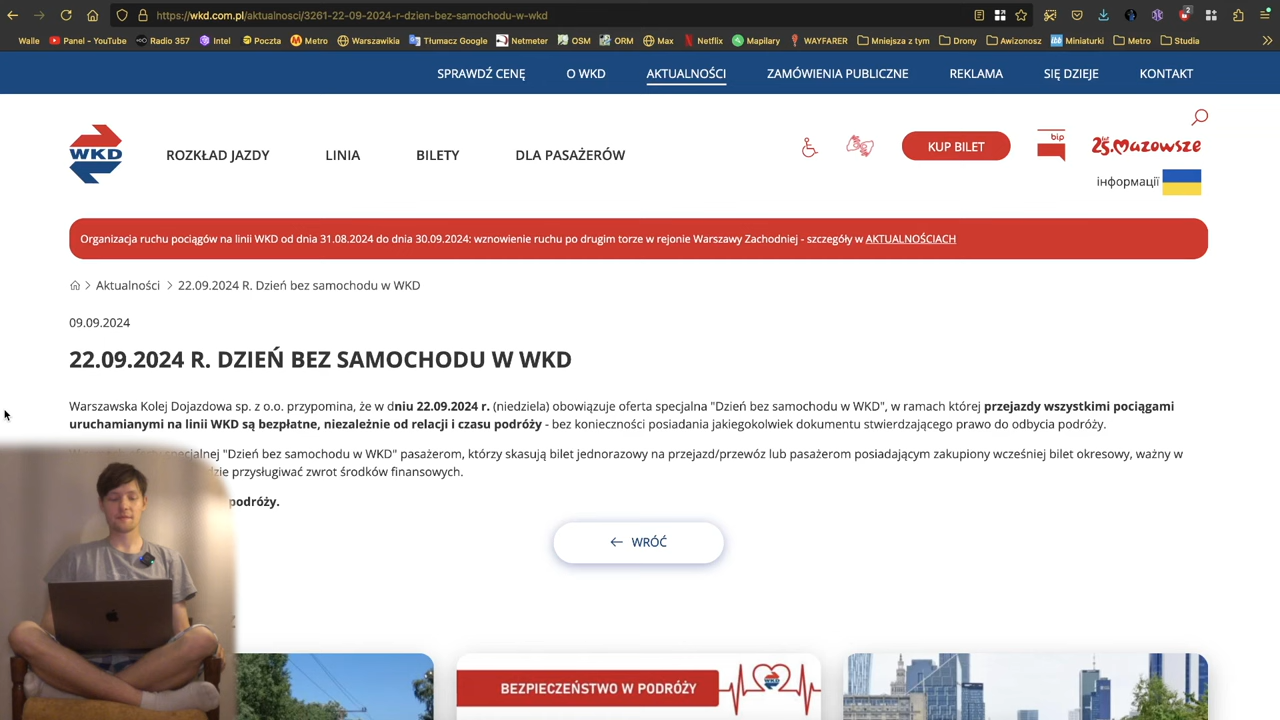 https://wkd.com.pl/aktualnosci/3261-22-09-2024-r-dzien-bez-samochodu-w-wkd
2
Walle Panel - YouTube Radio 357 Intel Poczta Metro Warszawikia Tłumacz Google Netmeter OSM ORM Max Netflix Mapilary WAYFARER Mniejsza z tym Drony Awizonosz Miniaturki Metro Studia
SPRAWDŹ CENĘ O WKD AKTUALNOŚCI ZAMÓWIENIA PUBLICZNE REKLAMA SIĘ DZIEJE KONTAKT
WKD ROZKŁAD JAZDY LINIA BILETY DLA PASAŻERÓW KUP BILET bip 25 lat Mazowsze
інформації
Organizacja ruchu pociągów na linii WKD od dnia 31.08.2024 do dnia 30.09.2024: wznowienie ruchu po drugim torze w rejonie Warszawy Zachodniej - szczegóły w AKTUALNOŚCIACH
Aktualności > 22.09.2024 R. Dzień bez samochodu w WKD
09.09.2024
22.09.2024 R. DZIEŃ BEZ SAMOCHODU W WKD
Warszawska Kolej Dojazdowa sp. z o.o. przypomina, że w dniu 22.09.2024 r. (niedziela) obowiązuje oferta specjalna "Dzień bez samochodu w WKD", w ramach której przejazdy wszystkimi pociągami
uruchamianymi na linii WKD są bezpłatne, niezależnie od relacji i czasu podróży - bez konieczności posiadania jakiegokolwiek dokumentu stwierdzającego prawo do odbycia podróży.
specjalnej "Dzień bez samochodu w WKD" pasażerom, którzy skasują bilet jednorazowy na przejazd/przewóz lub pasażerom posiadającym zakupiony wcześniej bilet okresowy, ważny w
przysługiwać zwrot środków finansowych.
podróży.
← WRÓĆ
BEZPIECZEŃSTWO W PODRÓŻY WKD